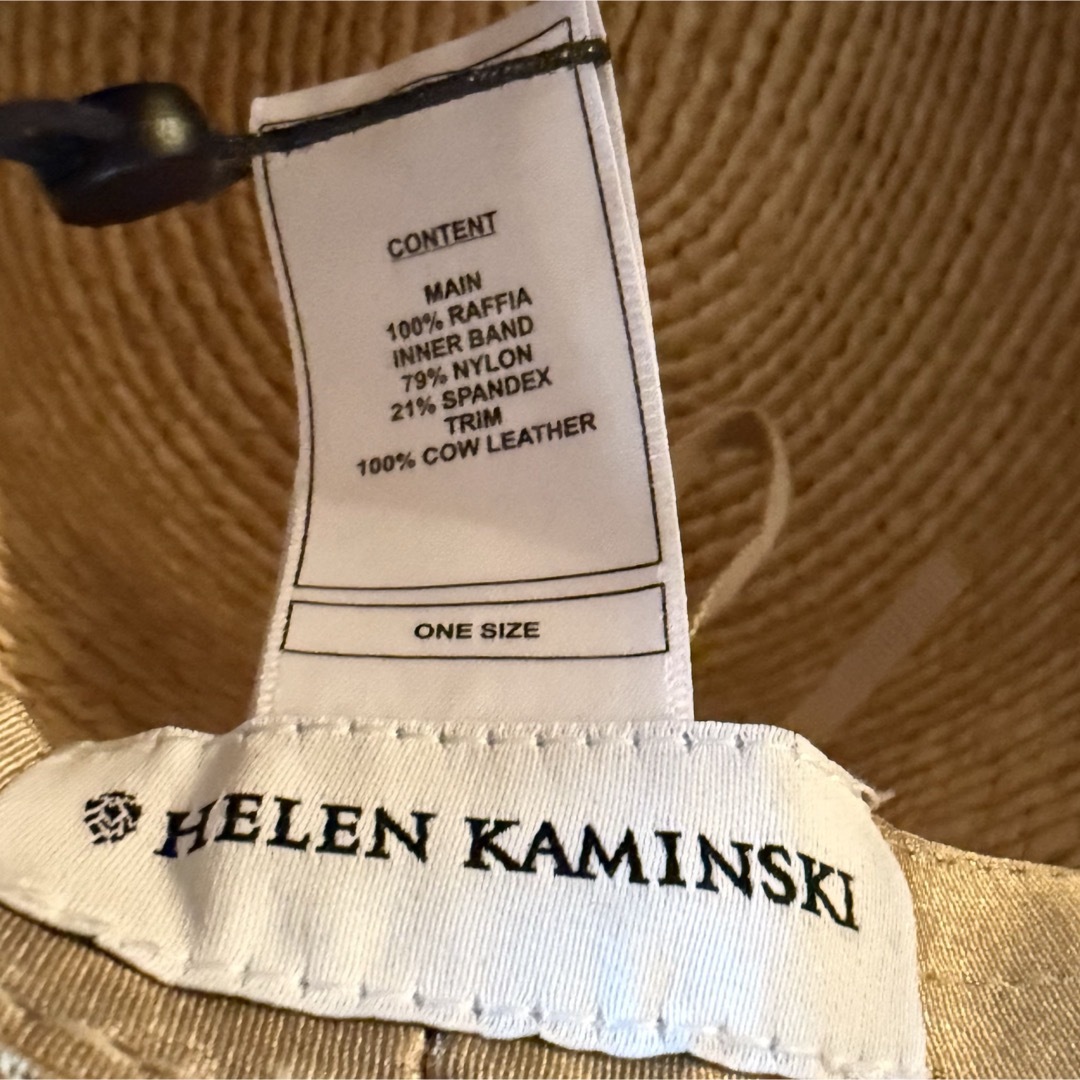 CONTENT
MAIN
100% RAFFIA
INNER BAND
79% NYLON
21% SPANDEX
TRIM
100% COW LEATHER
ONE SIZE
HELEN KAMINSKI